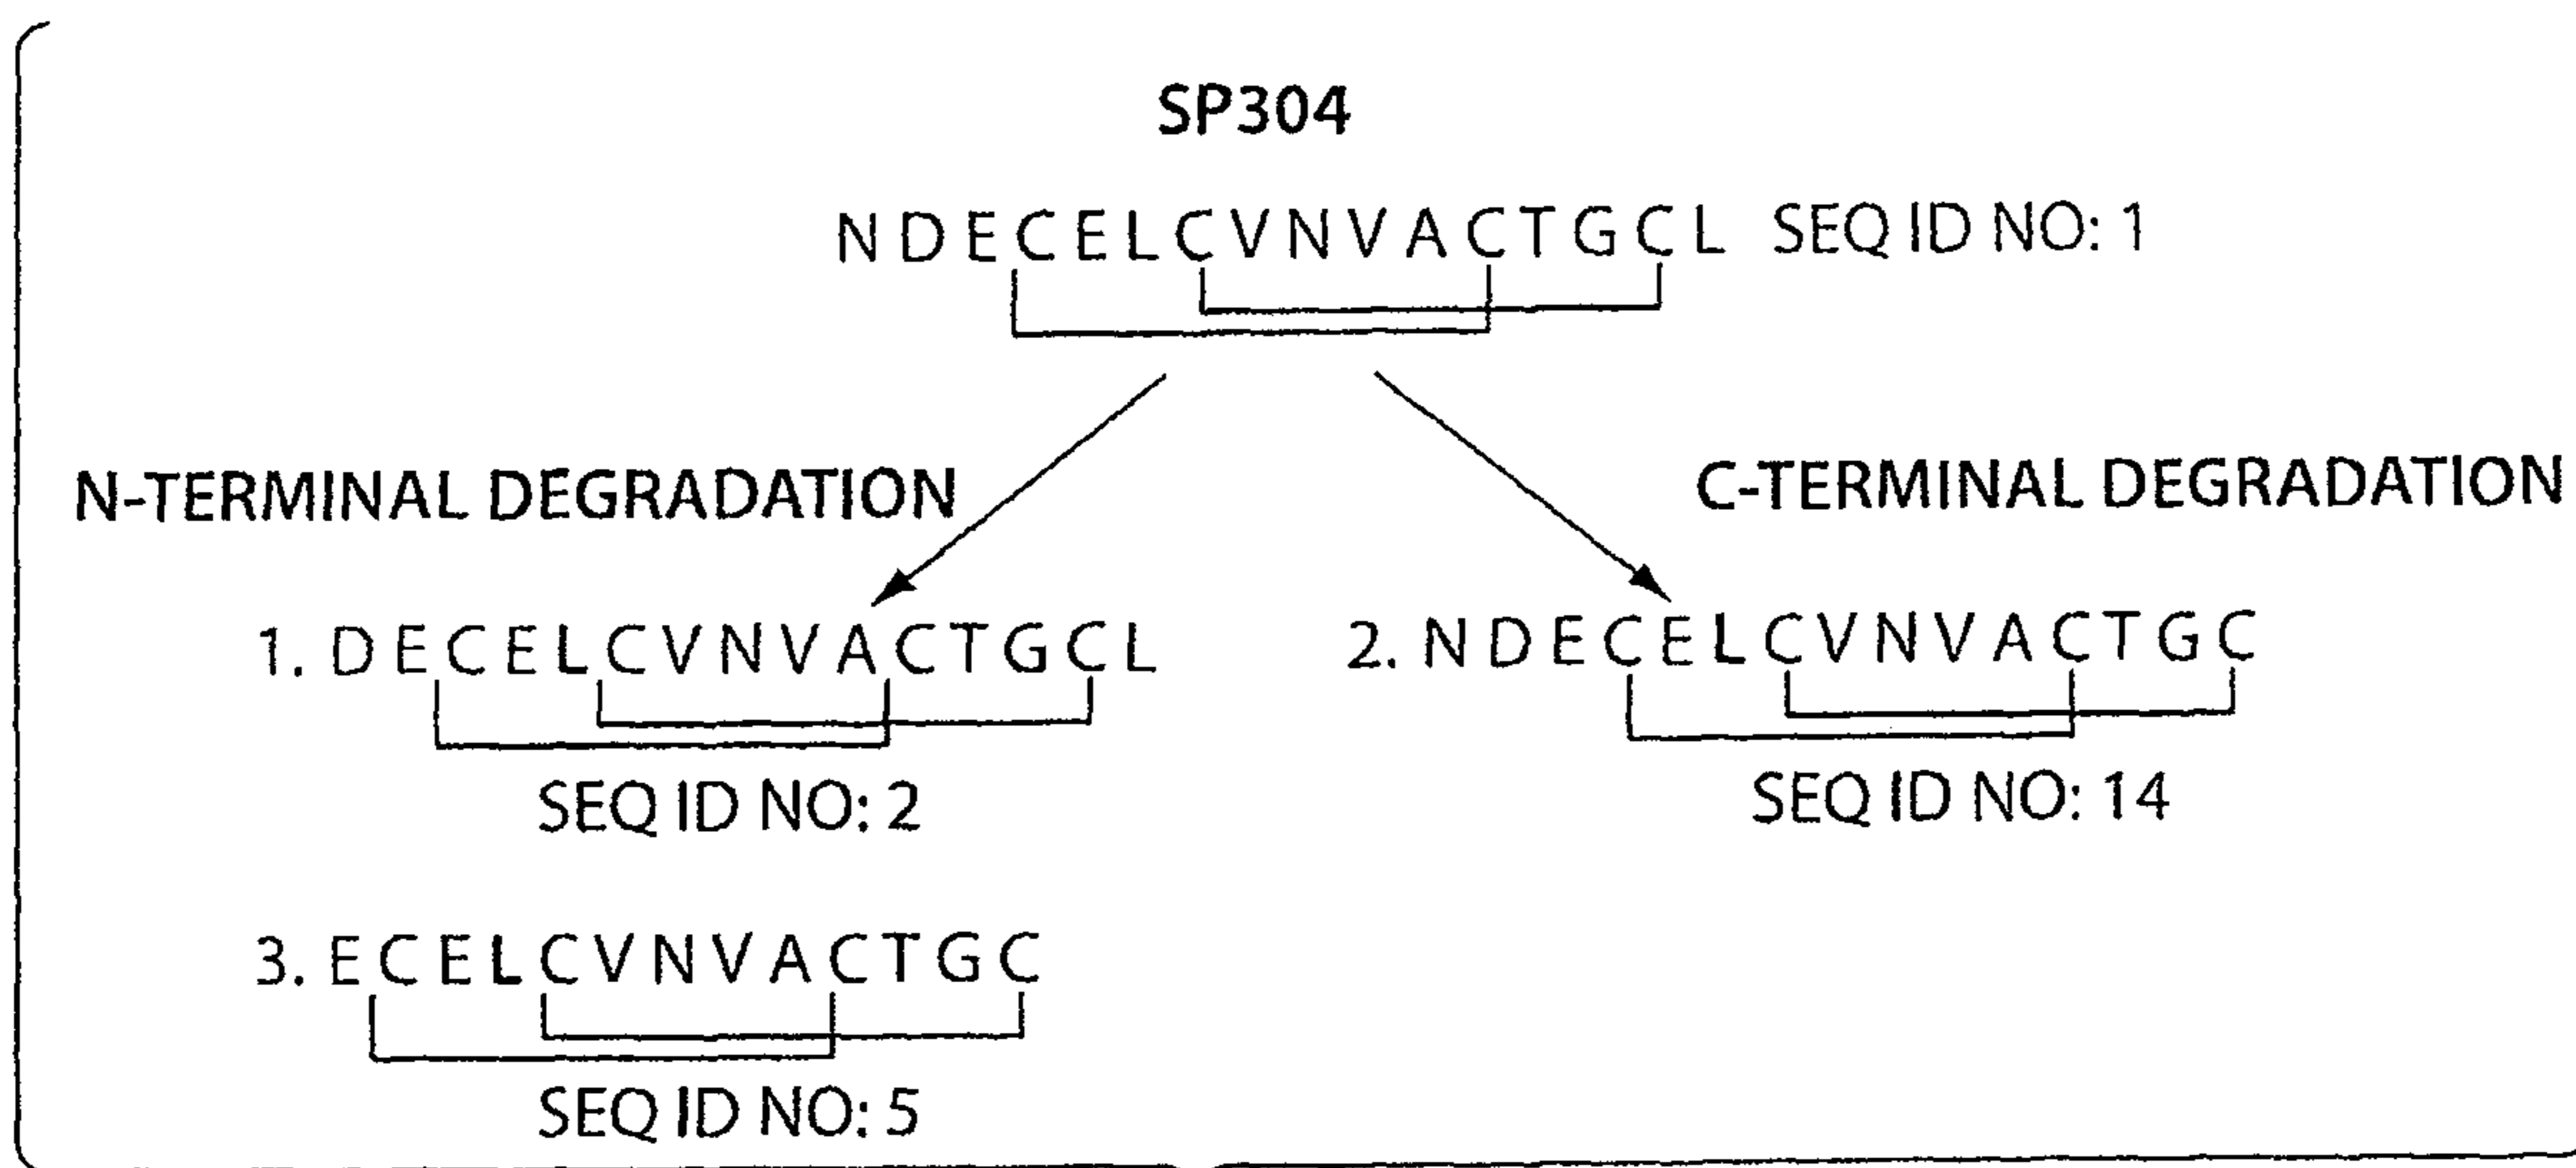 SP304
N D E C E L C V N V A C T G C L SEQ ID NO: 1
N-TERMINAL DEGRADATION
C-TERMINAL DEGRADATION
1. D E C E L C V N V A C T G C L
SEQ ID NO: 2
2. N D E C E L C V N V A C T G C
SEQ ID NO: 14
3. E C E L C V N V A C T G C
SEQ ID NO: 5